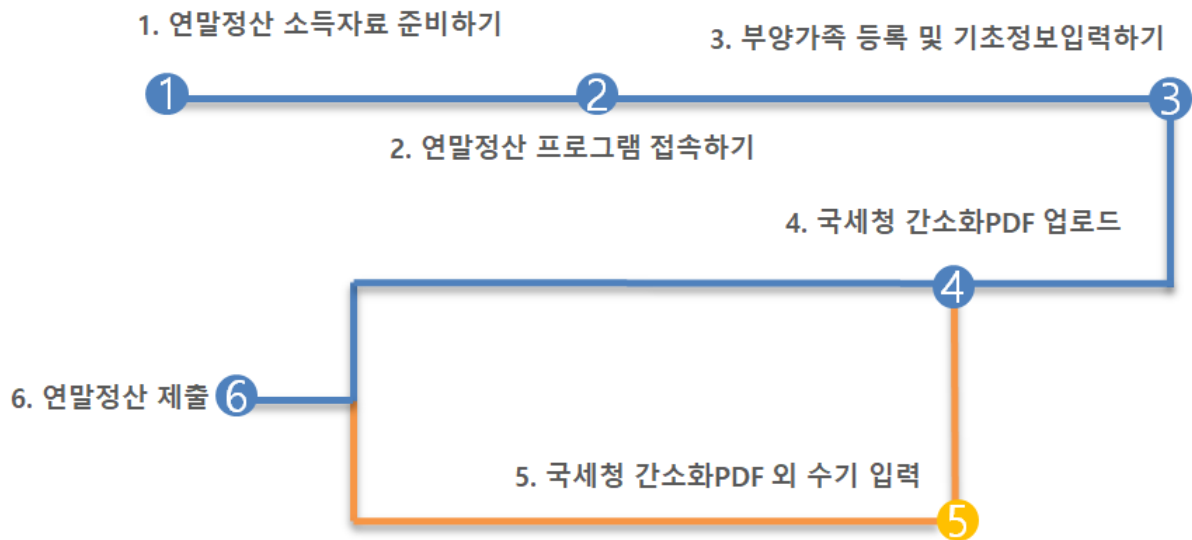 1. 연말정산 소득자료 준비하기
3. 부양가족 등록 및 기초정보입력하기
1
2
3
2. 연말정산 프로그램 접속하기
4. 국세청 간소화PDF 업로드
4
6. 연말정산 제출 6
5. 국세청 간소화PDF 외 수기 입력
5